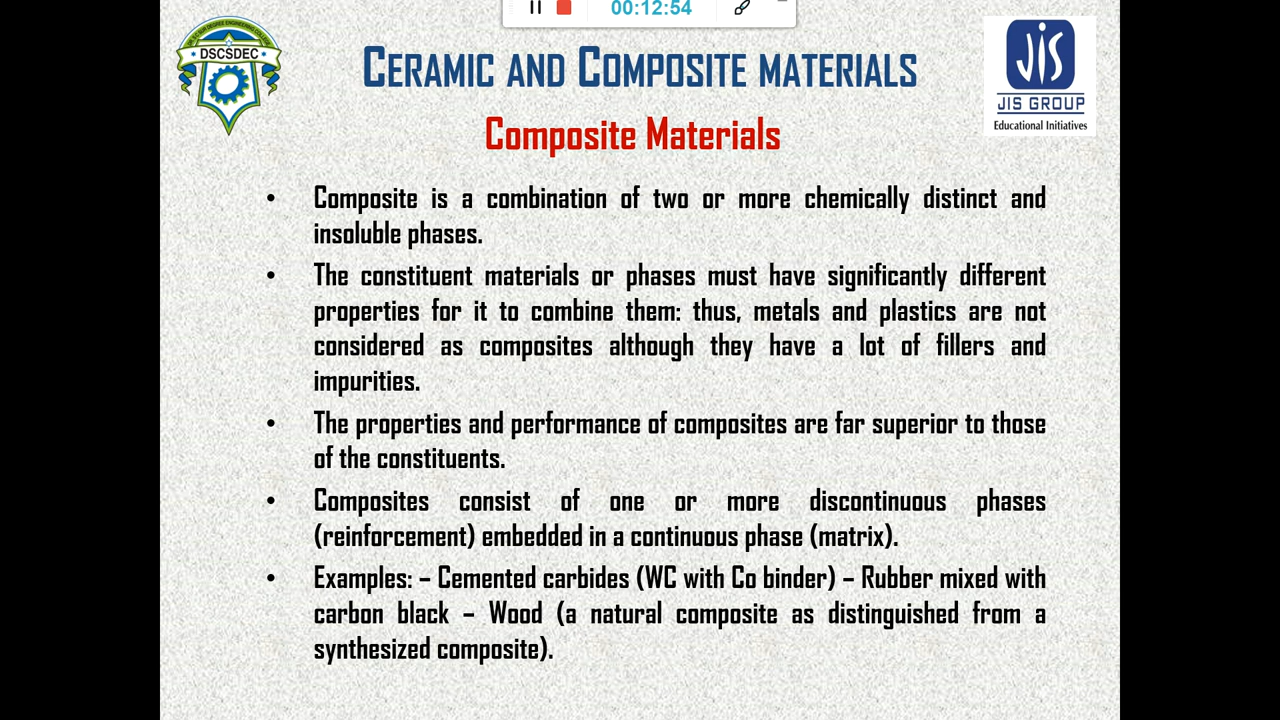 00:12:54
DSCSDEC
JIS
JIS GROUP
Educational Initiatives
CERAMIC AND COMPOSITE MATERIALS
Composite Materials
• Composite is a combination of two or more chemically distinct and
insoluble phases.
• The constituent materials or phases must have significantly different
properties for it to combine them: thus, metals and plastics are not
considered as composites although they have a lot of fillers and
impurities.
• The properties and performance of composites are far superior to those
of the constituents.
• Composites consist of one or more discontinuous phases
(reinforcement) embedded in a continuous phase (matrix).
• Examples: – Cemented carbides (WC with Co binder) – Rubber mixed with
carbon black – Wood (a natural composite as distinguished from a
synthesized composite).